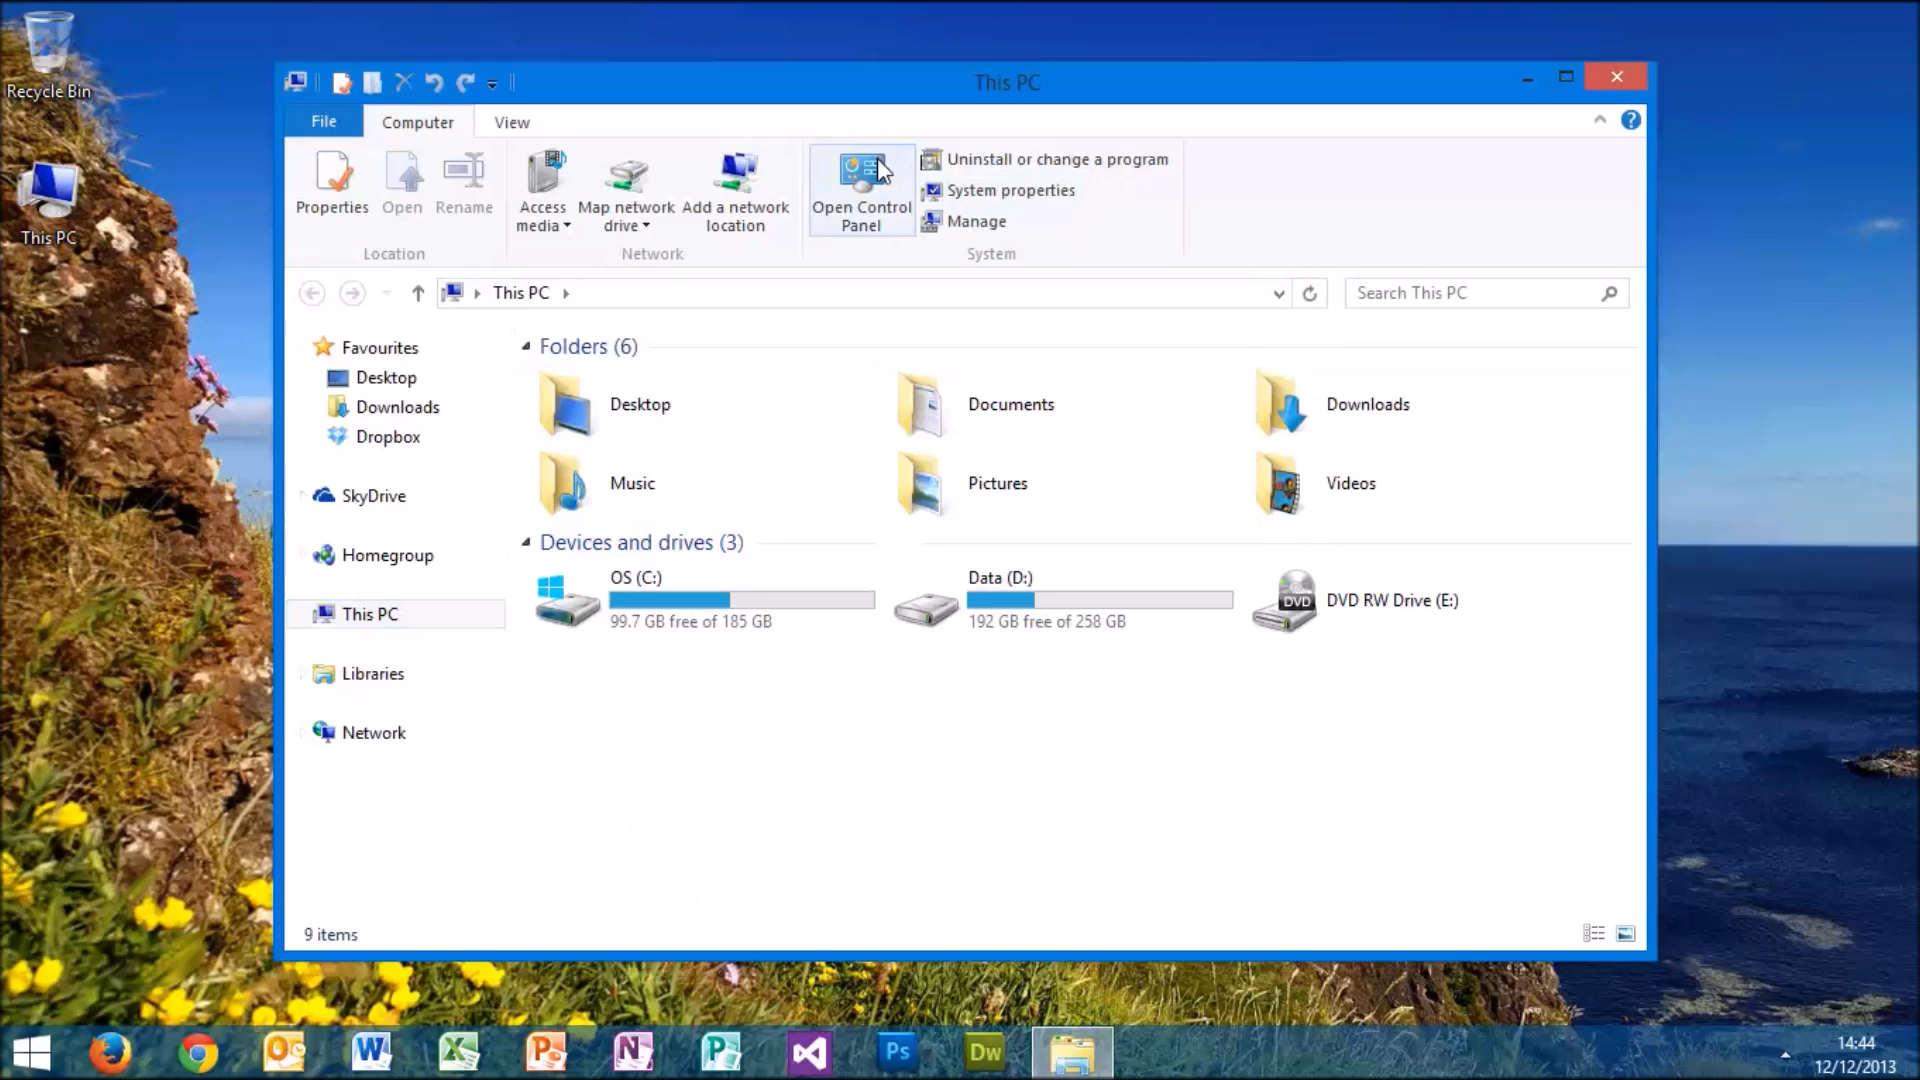 Recycle Bin
This PC
This PC
File
Computer
View
Properties
Open
Rename
Access
media
Map network
drive
Add a network
location
Open Control
Panel
Uninstall or change a program
System properties
Manage
Location
Network
System
This PC
Search This PC
Favourites
Desktop
Downloads
Dropbox
SkyDrive
Homegroup
This PC
Libraries
Network
Folders (6)
Desktop
Documents
Downloads
Music
Pictures
Videos
Devices and drives (3)
OS (C:)
99.7 GB free of 185 GB
Data (D:)
192 GB free of 258 GB
DVD
DVD RW Drive (E:)
9 items
Ps
Dw
14:44
12/12/2013